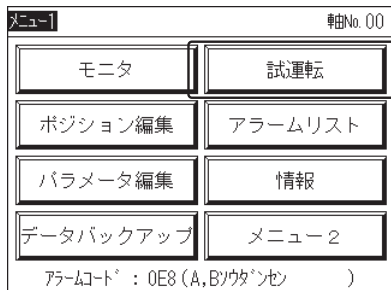 ﾒﾆｭｰ1 軸No. 00
モニタ 試運転
ポジション編集 アラームリスト
パラメータ編集 情報
データバックアップ メニュー2
ｱﾗｰﾑｺｰﾄﾞ : 0E8 (A,Bｿｳﾀﾞﾝｾﾝ )